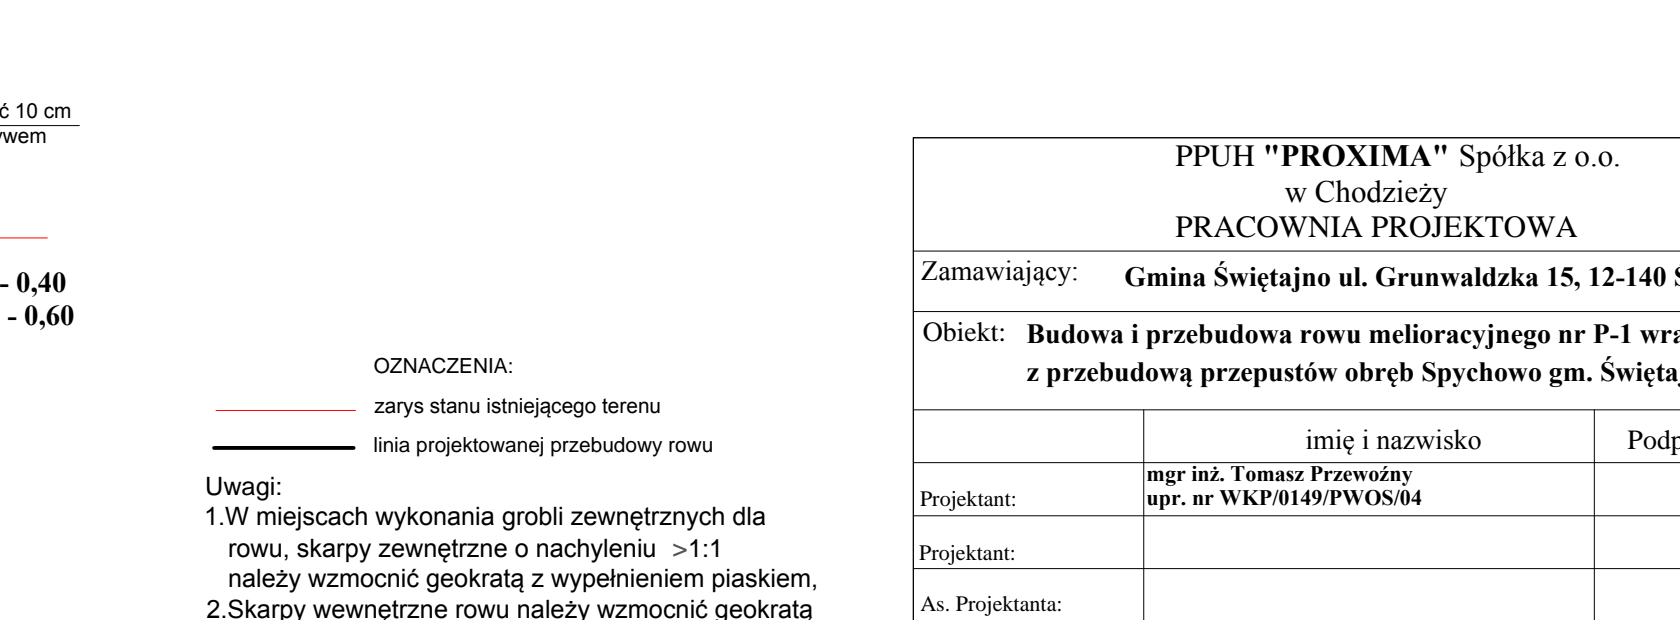 ć 10 cm
- 0,40
- 0,60
OZNACZENIA:
zarys stanu istniejącego terenu
linia projektowanej przebudowy rowu
Uwagi:
1.W miejscach wykonania grobli zewnętrznych dla
rowu, skarpy zewnętrzne o nachyleniu >1:1
należy wzmocnić geokratą z wypełnieniem piaskiem,
2.Skarpy wewnętrzne rowu należy wzmocnić geokratą
PPUH "PROXIMA" Spółka z o.o.
w Chodzieży
PRACOWNIA PROJEKTOWA
Zamawiający: Gmina Świętajno ul. Grunwaldzka 15, 12-140
Obiekt: Budowa i przebudowa rowu melioracyjnego nr P-1
z przebudową przepustów obręb Spychowo gm.
imię i nazwisko
Projektant: mgr inż. Tomasz Przewoźny
upr. nr WKP/0149/PWOS/04
Projektant:
As. Projektanta: